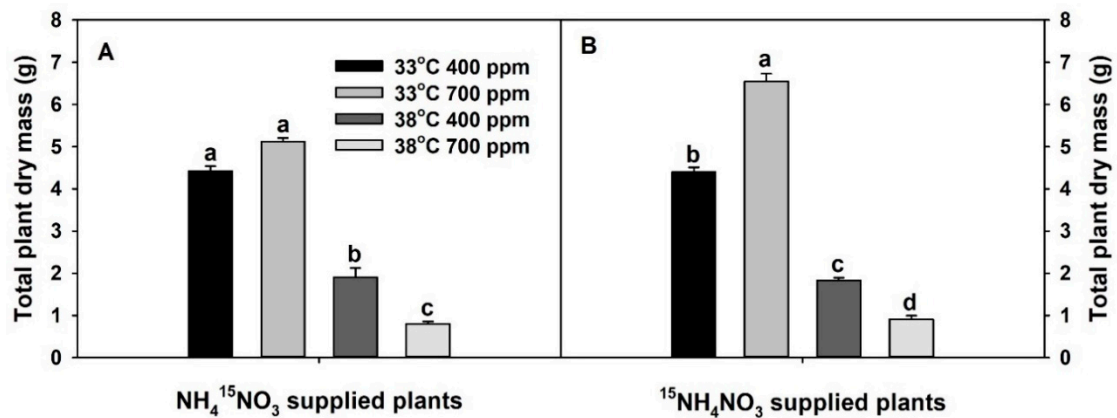 Total plant dry mass (g)
8
7
6
5
4
3
2
1
0
A
33°C 400 ppm
33°C 700 ppm
38°C 400 ppm
38°C 700 ppm
a
a
b
c
NH₄¹⁵NO₃ supplied plants
B
b
a
c
d
¹⁵NH₄NO₃ supplied plants
8
7
6
5
4
3
2
1
0
Total plant dry mass (g)